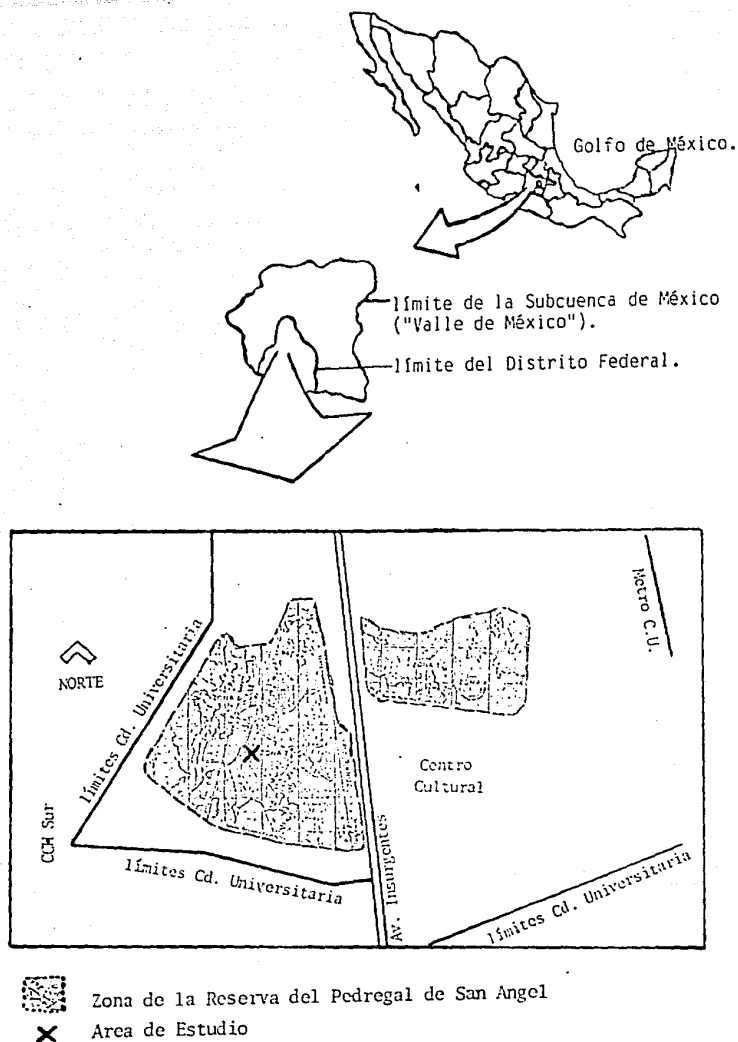 Golfo de México.
límite de la Subcuenca de México
("Valle de México").
límite del Distrito Federal.
NORTE
límites Cd. Universitaria
CCH Sur
límites Cd. Universitaria
Av. Insurgentes
Centro
Cultural
Metro C.U.
límites Cd. Universitaria
Zona de la Reserva del Pedregal de San Angel
X Area de Estudio